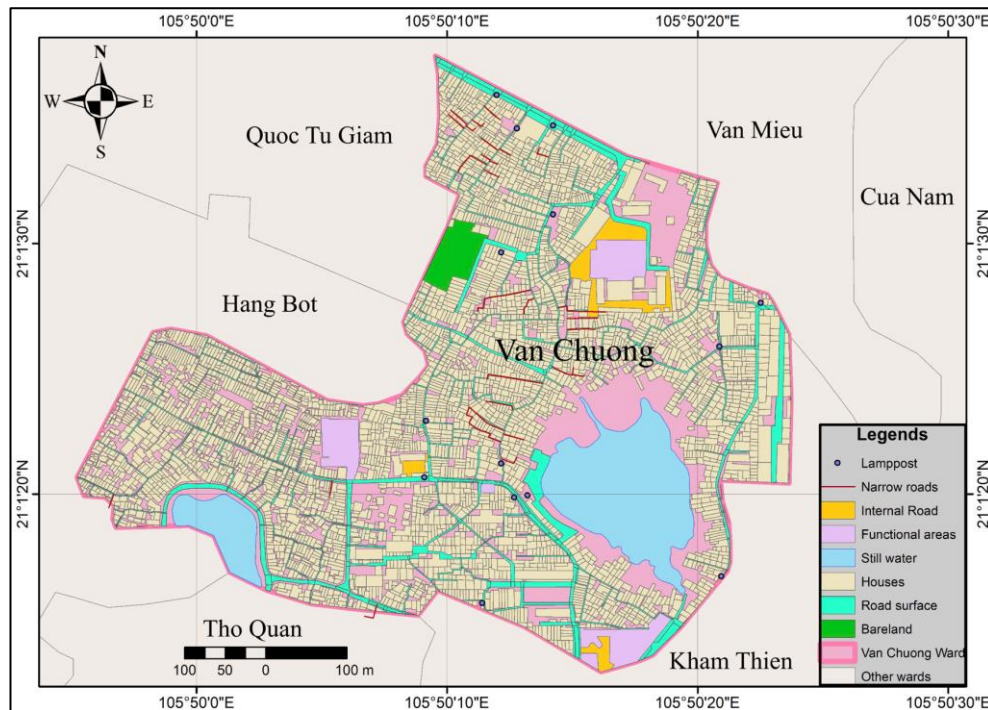 105°50'0"E 105°50'10"E 105°50'20"E 105°50'30"E
N
W E
S
Quoc Tu Giam
Van Mieu
Cua Nam
21°1'30"N 21°1'30"N
Hang Bot
Van Chuong
21°1'20"N 21°1'20"N
Legends
Lamppost
Narrow roads
Internal Road
Functional areas
Still water
Houses
Road surface
Bareland
Van Chuong Ward
Other wards
Tho Quan
Kham Thien
100 50 0 100 m
105°50'0"E 105°50'10"E 105°50'20"E 105°50'30"E